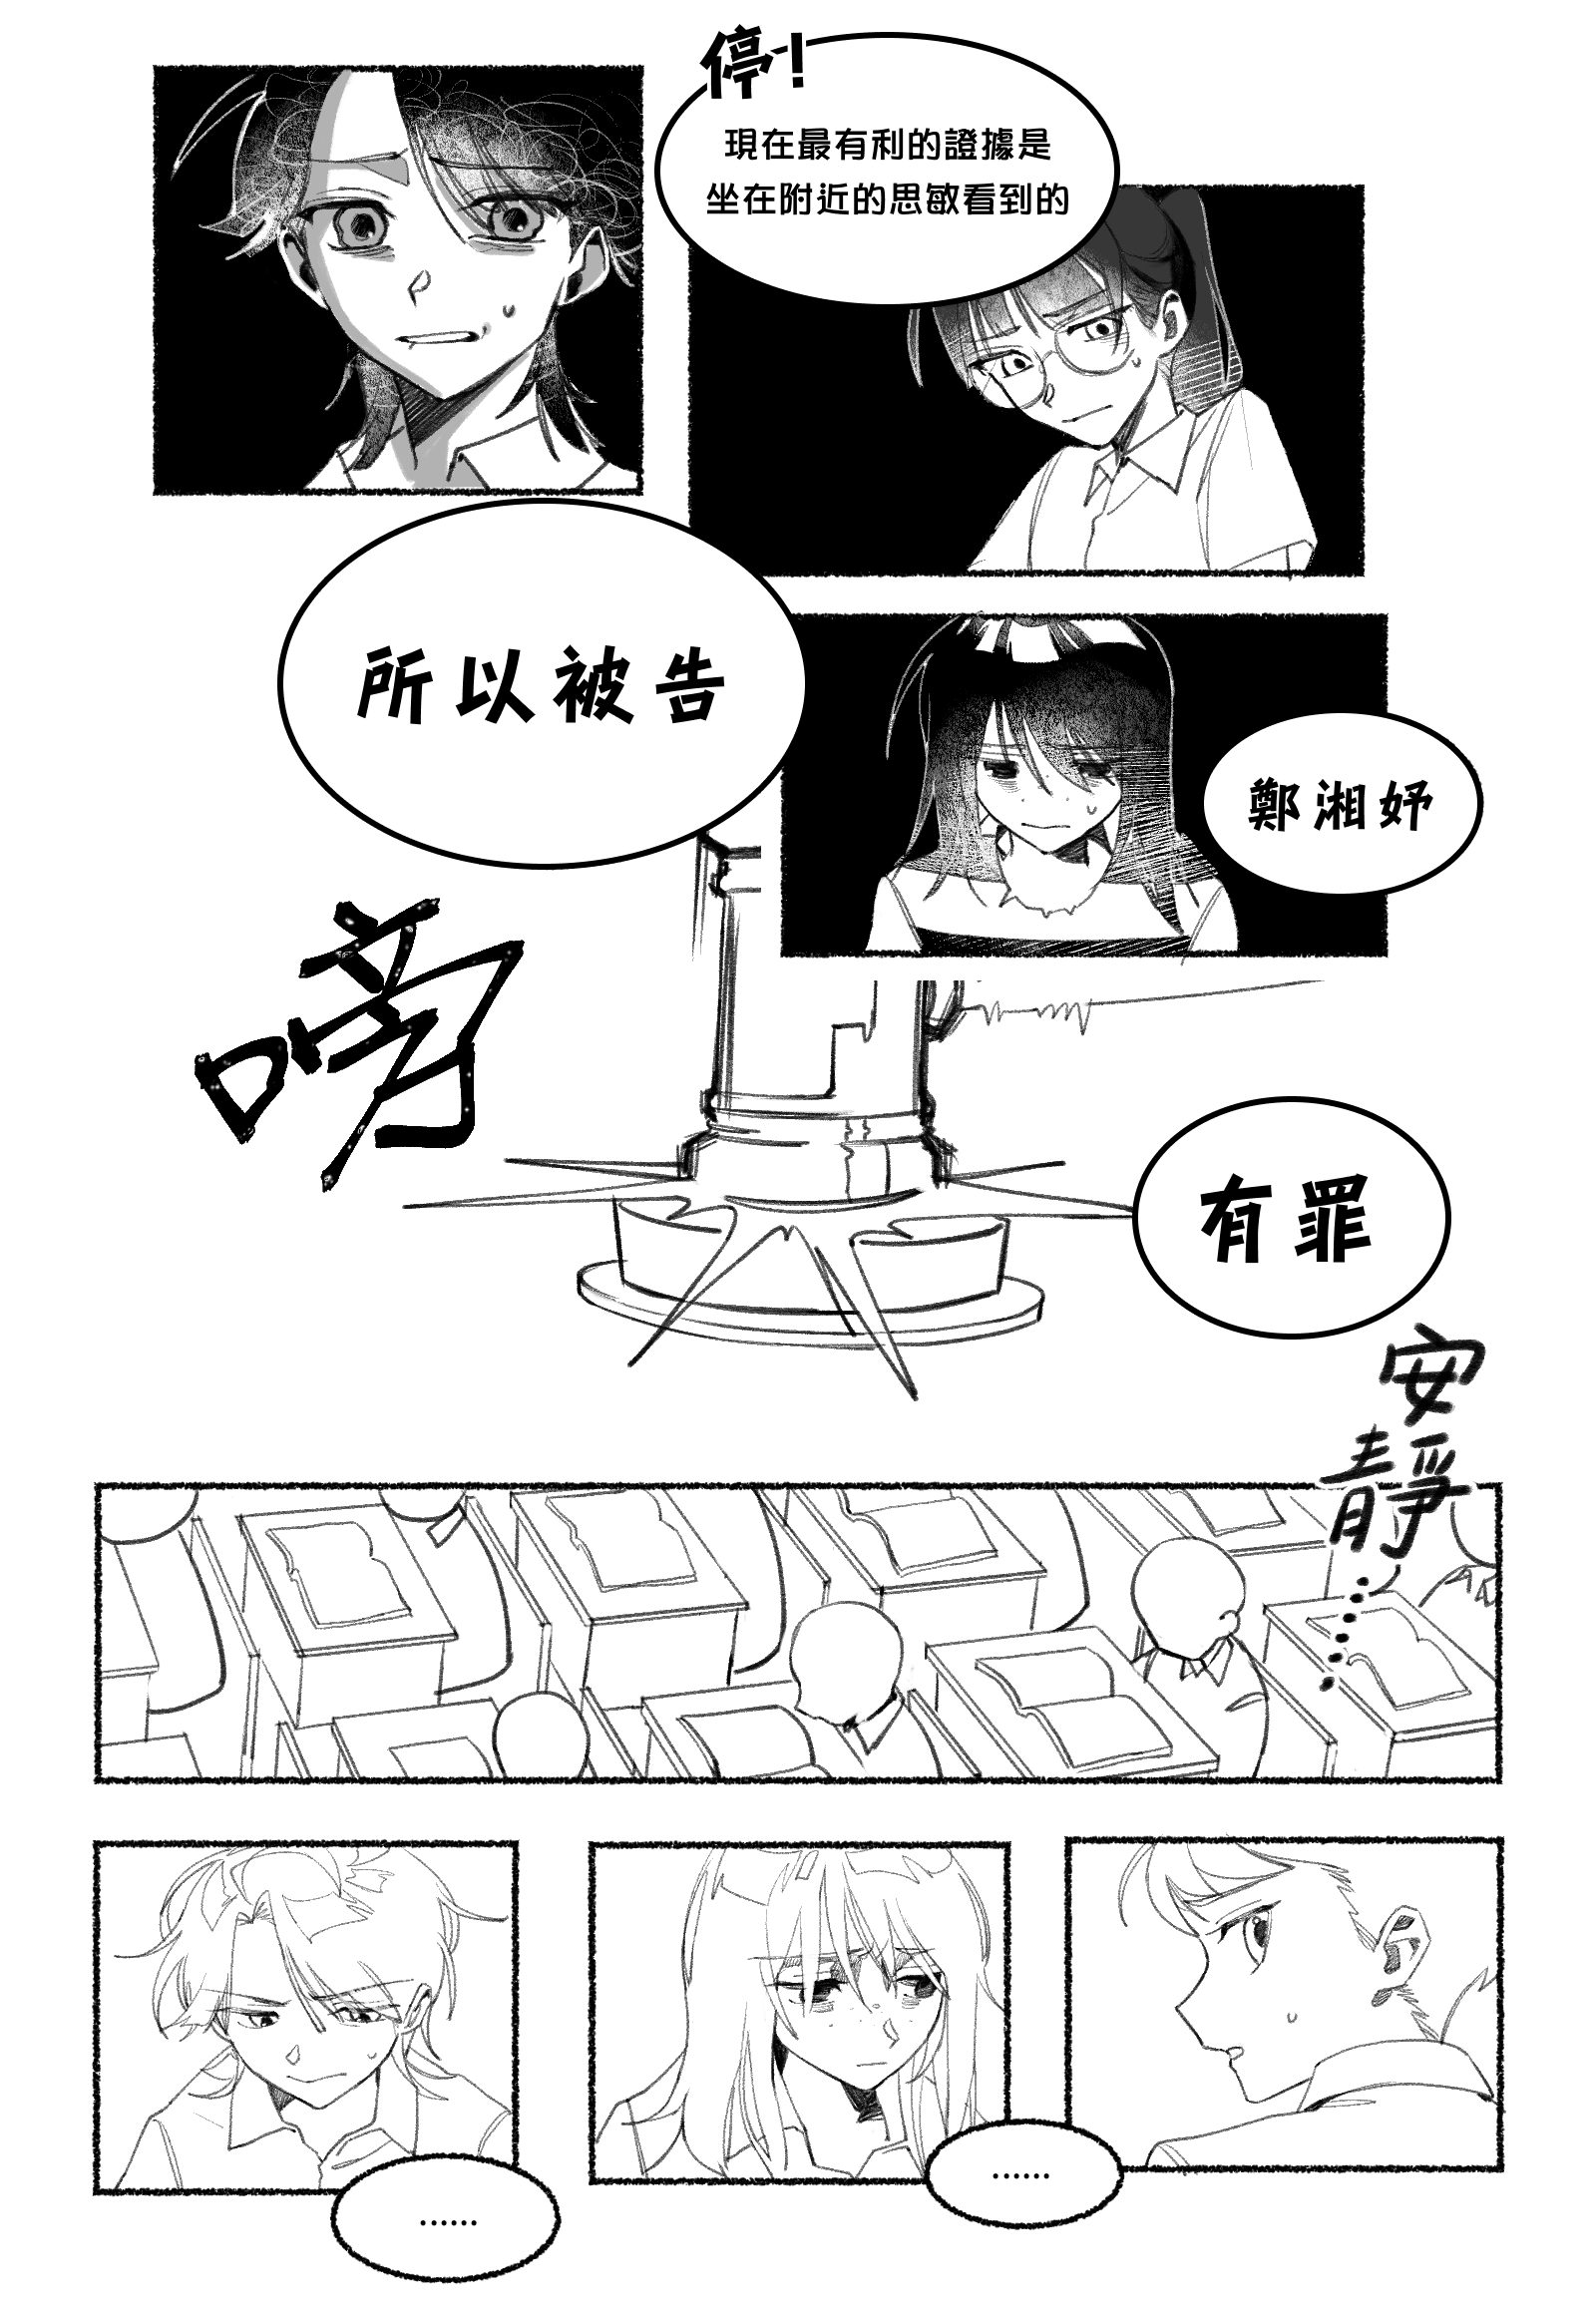 停!
現在最有利的證據是
坐在附近的思敏看到的
所以被告
鄭湘妤
嗙
有罪
安靜
......
......